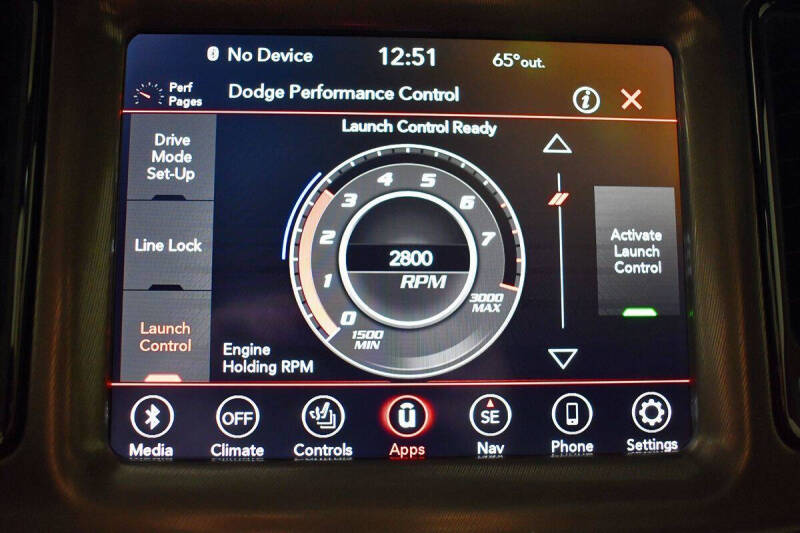 No Device
12:51
65°out.
Perf
Pages
Dodge Performance Control
i
X
Launch Control Ready
Drive
Mode
Set-Up
Line Lock
Launch
Control
0
1
2
3
4
5
6
7
2800
RPM
1500
MIN
3000
MAX
Engine
Holding RPM
Activate
Launch
Control
OFF
û
SE
Media
Climate
Controls
Apps
Nav
Phone
Settings